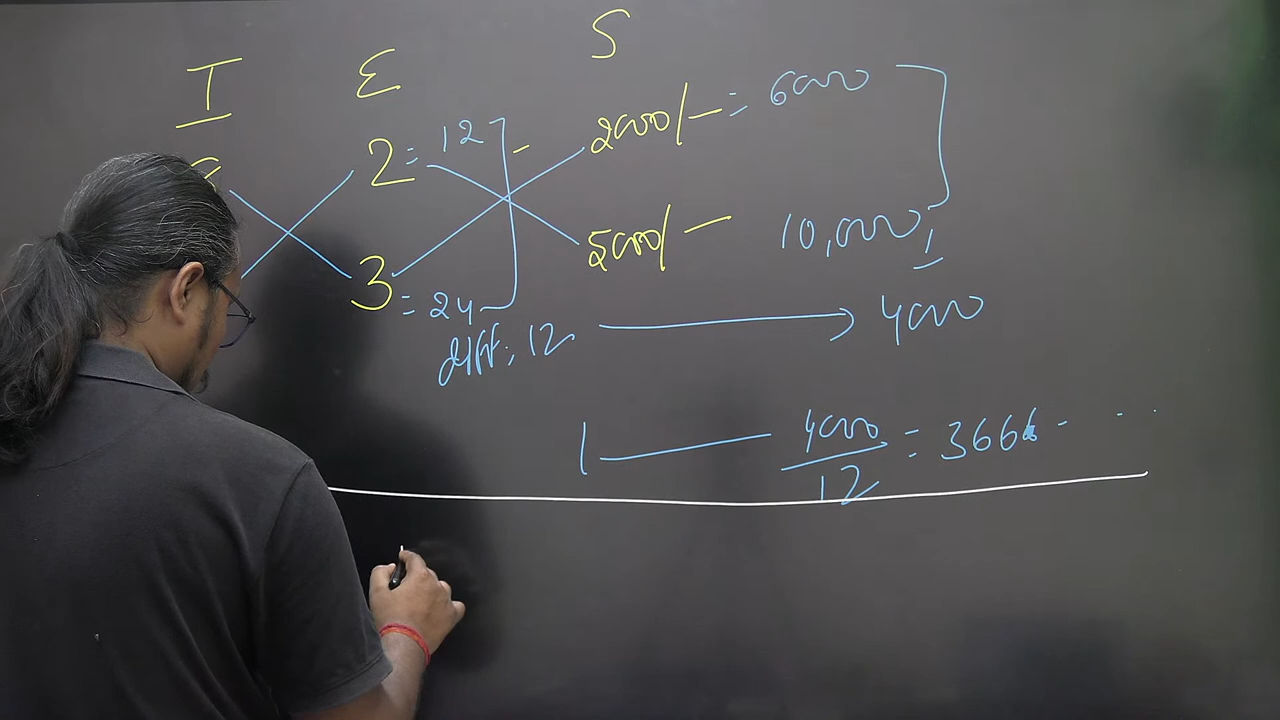 I E S
2 = 12 - 2000/- = 6000
5000/- 10,000/
3 = 24
diff: 12 → 4000
1 — 4000/12 = 3666- ..